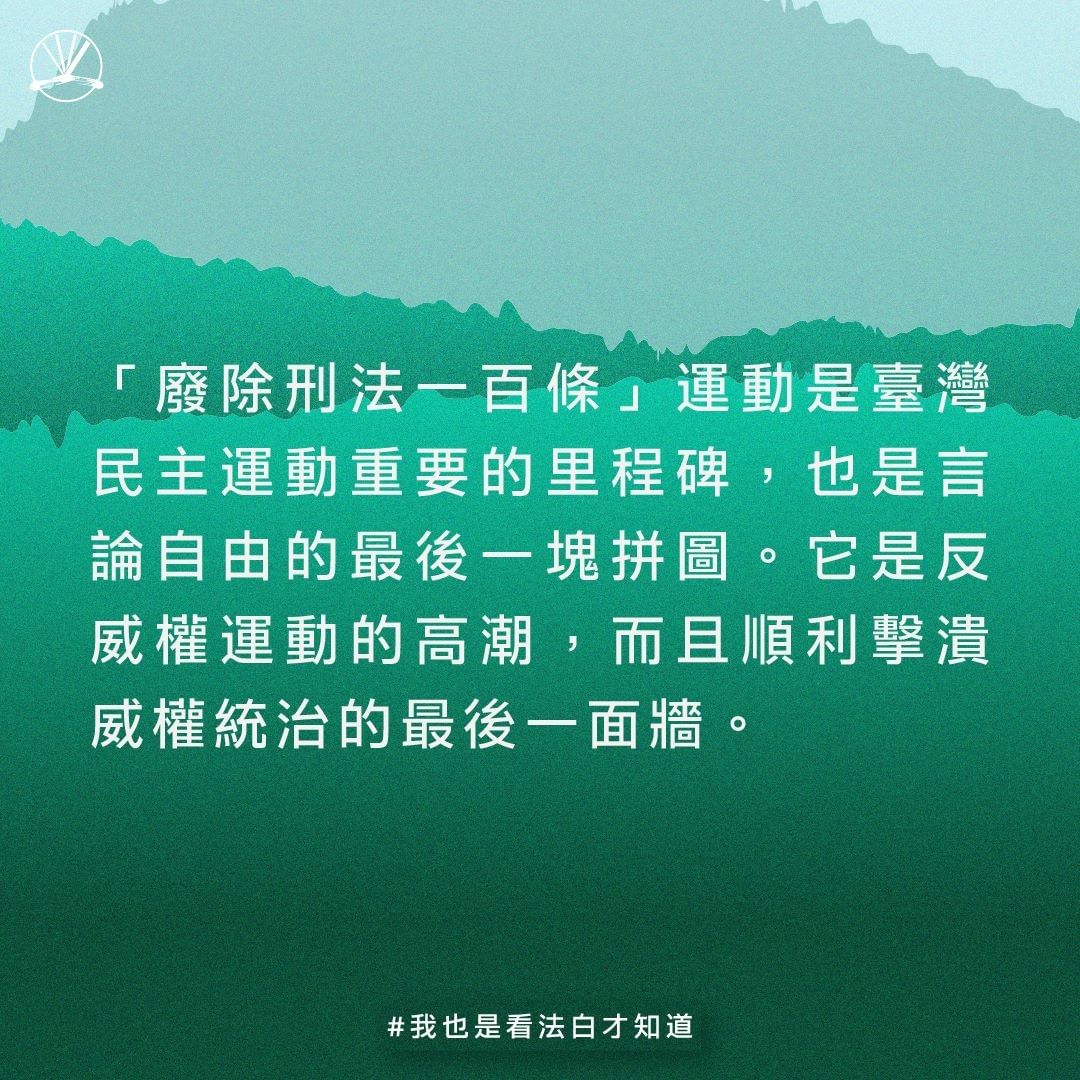 「廢除刑法一百條」運動是臺灣
民主運動重要的里程碑，也是言
論自由的最後一塊拼圖。它是反
威權運動的高潮，而且順利擊潰
威權統治的最後一面牆。
#我也是看法白才知道